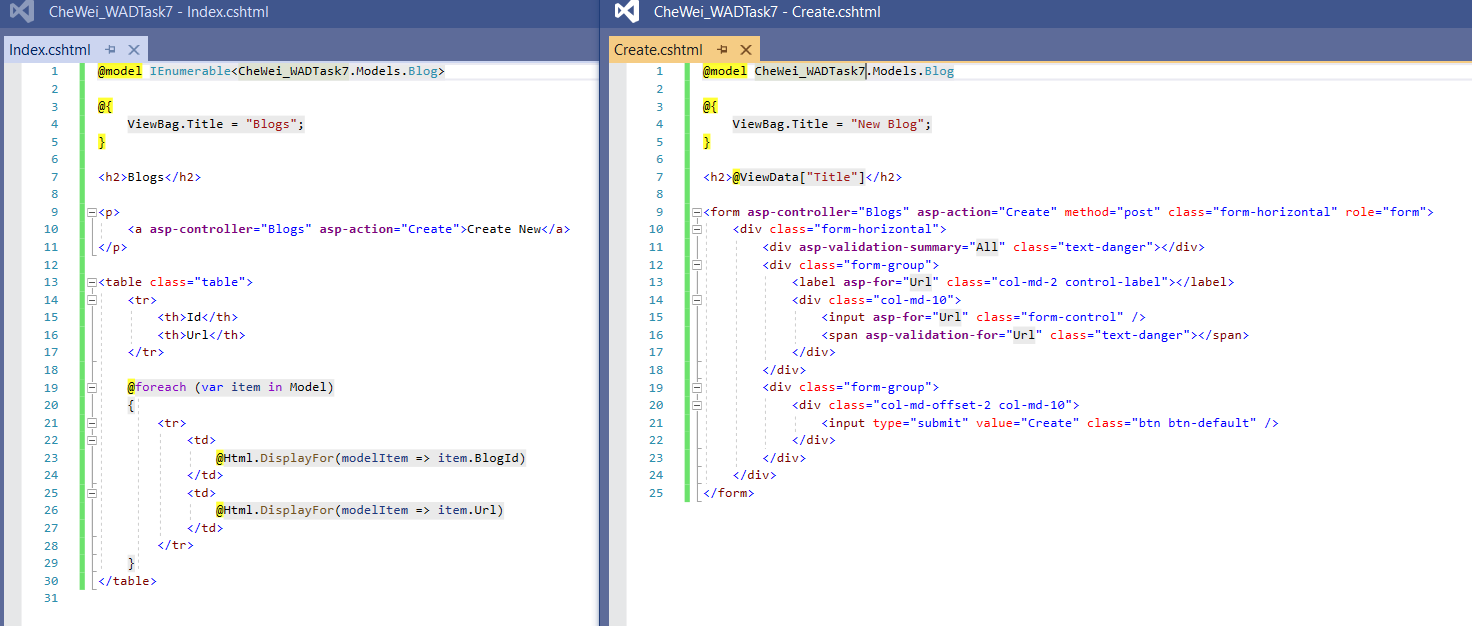 CheWei_WADTask7 - Index.cshtml
Index.cshtml
1 @model IEnumerable<CheWei_WADTask7.Models.Blog>
2
3 @{
4 ViewBag.Title = "Blogs";
5 }
6
7 <h2>Blogs</h2>
8
9 <p>
10 <a asp-controller="Blogs" asp-action="Create">Create New</a>
11 </p>
12
13 <table class="table">
14 <tr>
15 <th>Id</th>
16 <th>Url</th>
17 </tr>
18
19 @foreach (var item in Model)
20 {
21 <tr>
22 <td>
23 @Html.DisplayFor(modelItem => item.BlogId)
24 </td>
25 <td>
26 @Html.DisplayFor(modelItem => item.Url)
27 </td>
28 </tr>
29 }
30 </table>
31
CheWei_WADTask7 - Create.cshtml
Create.cshtml
1 @model CheWei_WADTask7.Models.Blog
2
3 @{
4 ViewBag.Title = "New Blog";
5 }
6
7 <h2>@ViewData["Title"]</h2>
8
9 <form asp-controller="Blogs" asp-action="Create" method="post" class="form-horizontal" role="form">
10 <div class="form-horizontal">
11 <div asp-validation-summary="All" class="text-danger"></div>
12 <div class="form-group">
13 <label asp-for="Url" class="col-md-2 control-label"></label>
14 <div class="col-md-10">
15 <input asp-for="Url" class="form-control" />
16 <span asp-validation-for="Url" class="text-danger"></span>
17 </div>
18 </div>
19 <div class="form-group">
20 <div class="col-md-offset-2 col-md-10">
21 <input type="submit" value="Create" class="btn btn-default" />
22 </div>
23 </div>
24 </div>
25 </form>